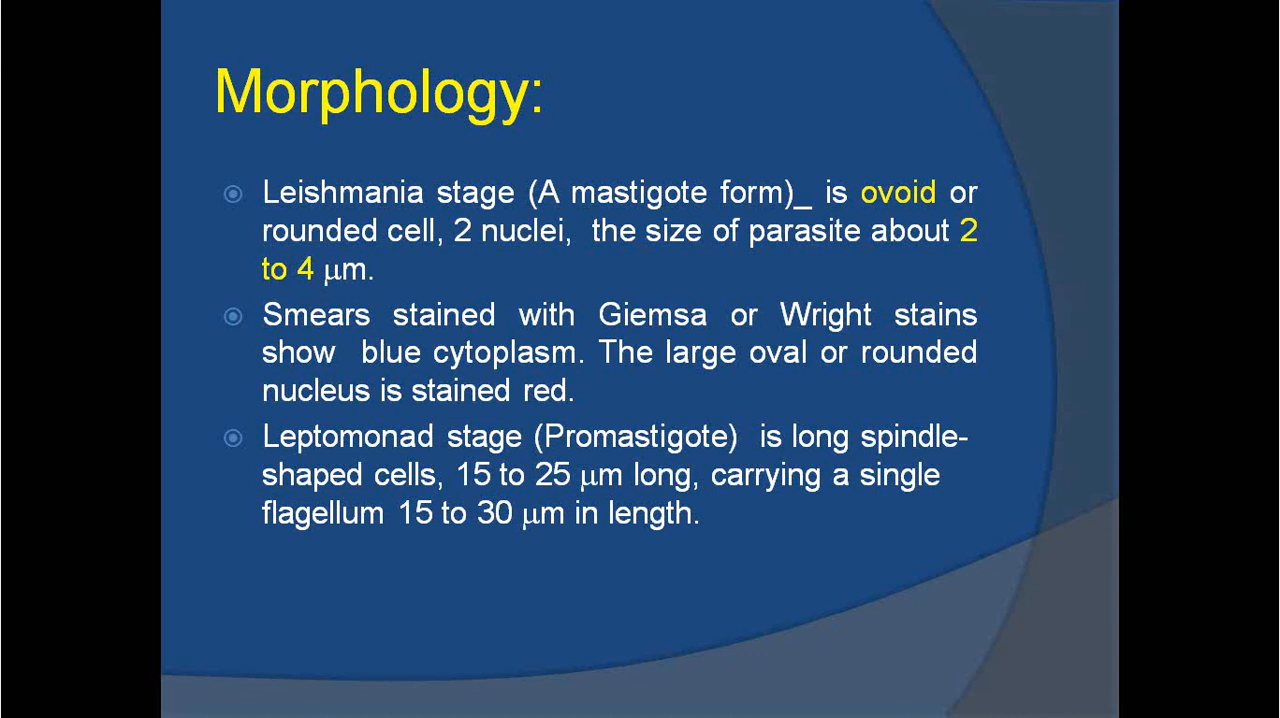 Morphology:
Leishmania stage (A mastigote form)_ is ovoid or
rounded cell, 2 nuclei, the size of parasite about 2
to 4 μm.
Smears stained with Giemsa or Wright stains
show blue cytoplasm. The large oval or rounded
nucleus is stained red.
Leptomonad stage (Promastigote) is long spindle-
shaped cells, 15 to 25 μm long, carrying a single
flagellum 15 to 30 μm in length.